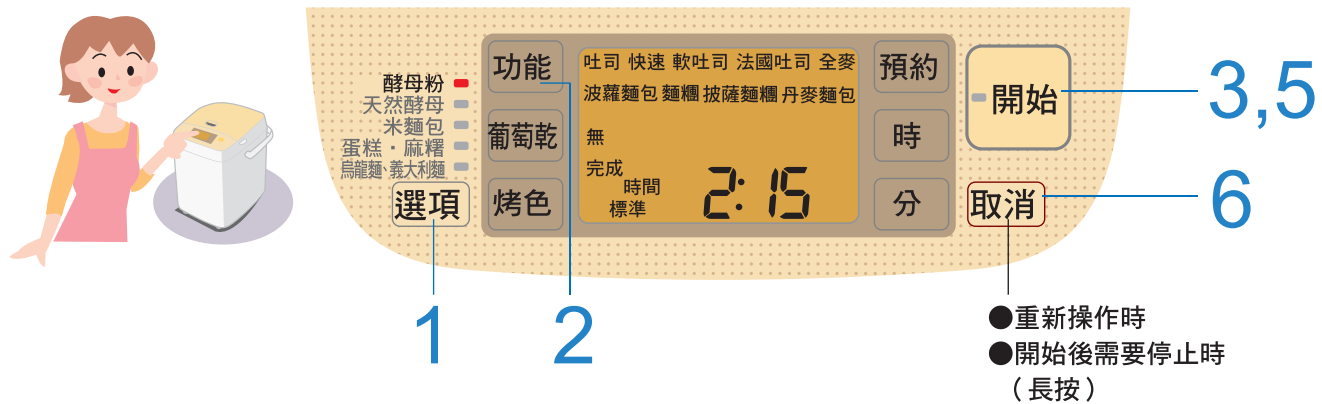 酵母粉
天然酵母
米麵包
蛋糕・麻糬
烏龍麵、義大利麵
選項
功能
葡萄乾
烤色
吐司 快速 軟吐司 法國吐司 全麥
波蘿麵包 麵糰 披薩麵糰 丹麥麵包
無
完成
時間
標準
2:15
預約
時
分
開始
取消
3,5
6
1
2
●重新操作時
●開始後需要停止時
（長按）